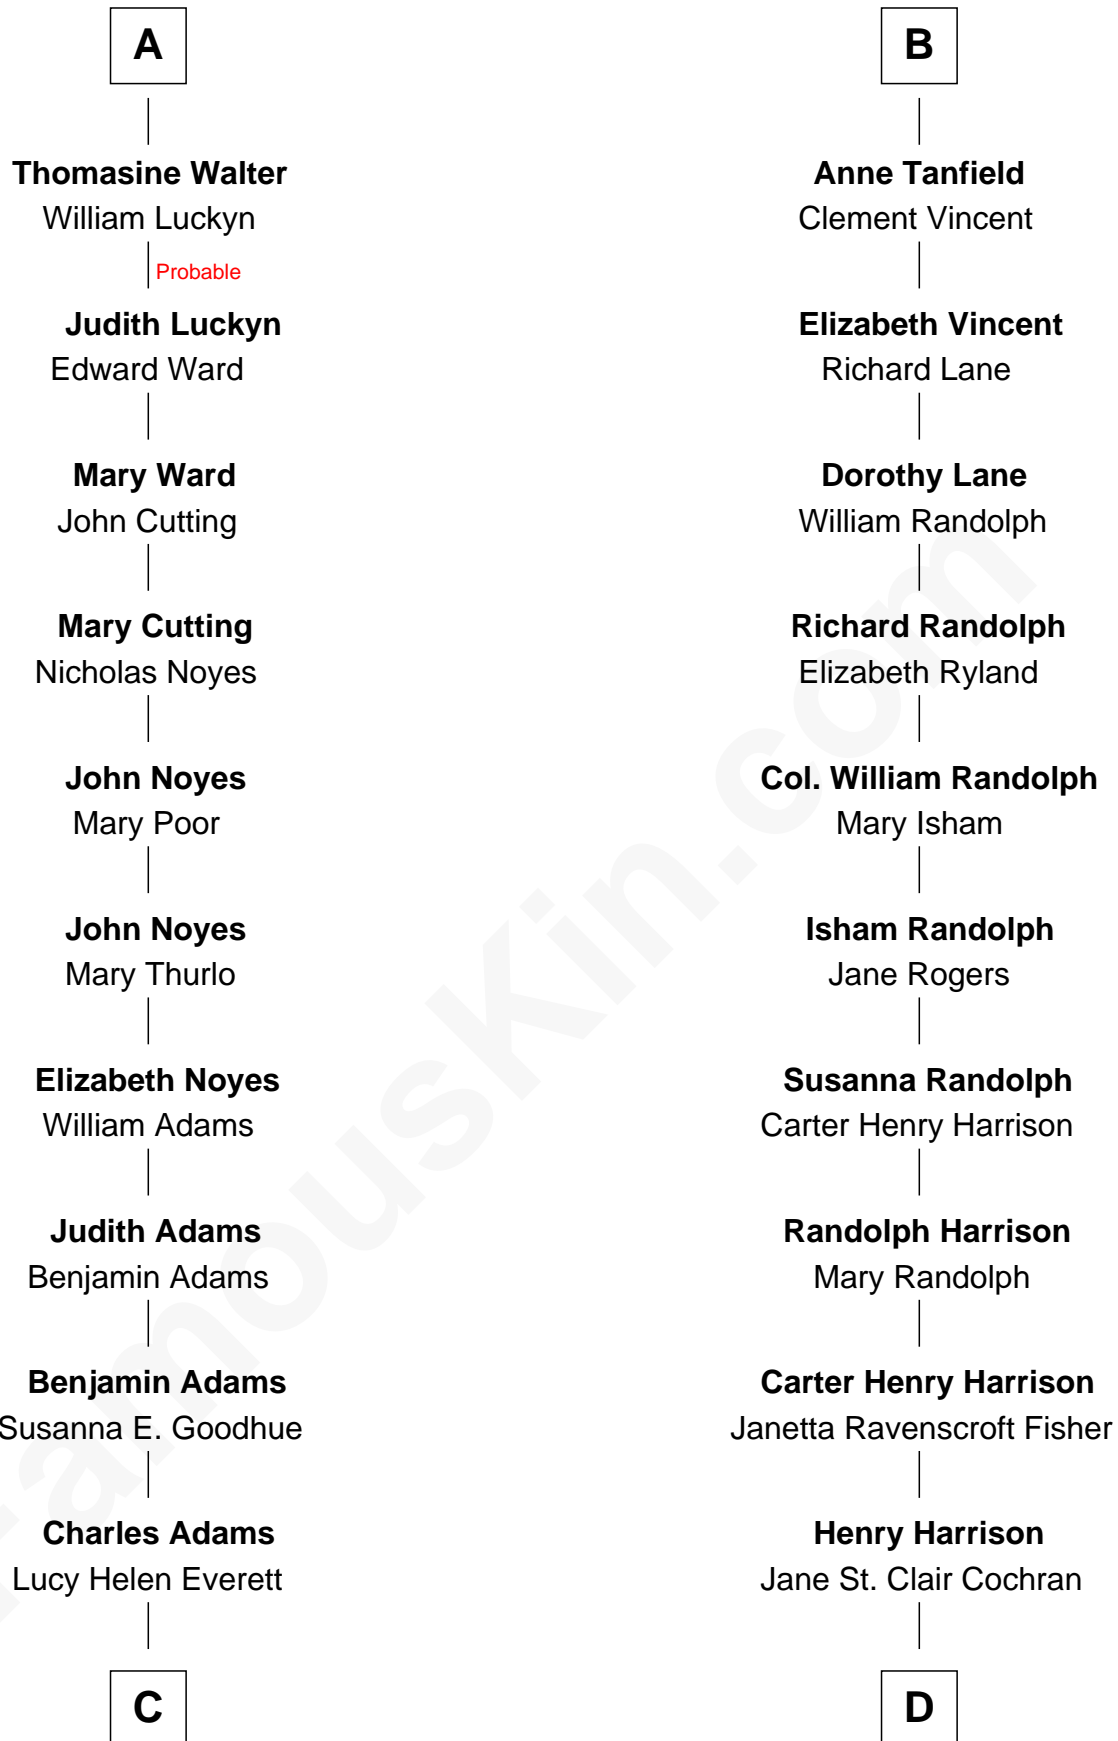 A
Thomasine Walter
William Luckyn
Probable
Judith Luckyn
Edward Ward
Mary Ward
John Cutting
Mary Cutting
Nicholas Noyes
John Noyes
Mary Poor
John Noyes
Mary Thurlo
Elizabeth Noyes
William Adams
Judith Adams
Benjamin Adams
Benjamin Adams
Susanna E. Goodhue
Charles Adams
Lucy Helen Everett
C
B
Anne Tanfield
Clement Vincent
Elizabeth Vincent
Richard Lane
Dorothy Lane
William Randolph
Richard Randolph
Elizabeth Ryland
Col. William Randolph
Mary Isham
Isham Randolph
Jane Rogers
Susanna Randolph
Carter Henry Harrison
Randolph Harrison
Mary Randolph
Carter Henry Harrison
Janetta Ravenscroft Fisher
Henry Harrison
Jane St. Clair Cochran
D
FamousKin.com